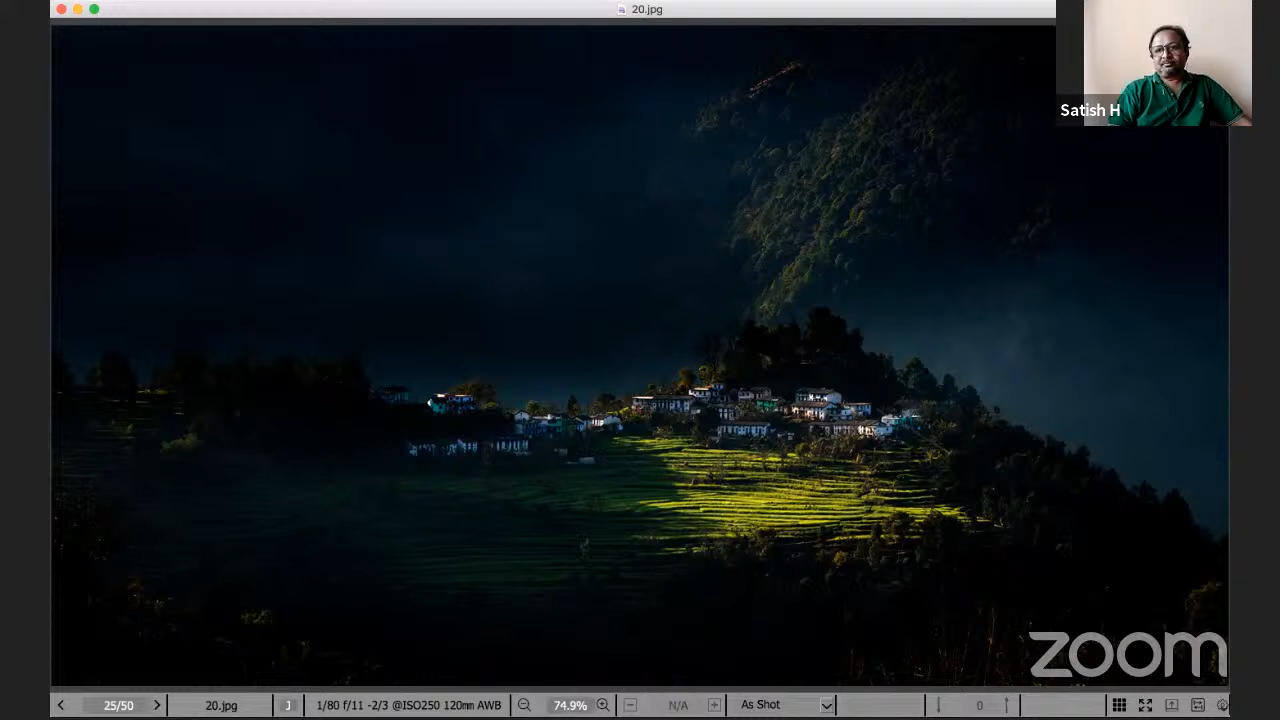 20.jpg
Satish H
zoom
25/50
20.jpg
J
1/80 f/11 -2/3 @ISO250 120mm AWB
74.9%
N/A
As Shot
0